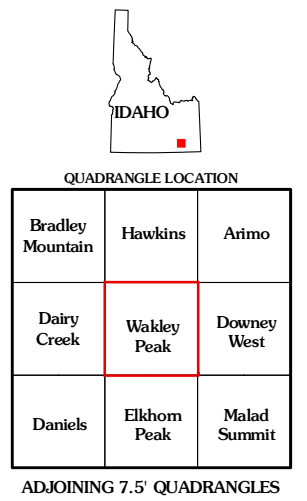 IDAHO
QUADRANGLE LOCATION
Bradley
Mountain
Hawkins
Arimo
Dairy
Creek
Wakley
Peak
Downey
West
Daniels
Elkhorn
Peak
Malad
Summit
ADJOINING 7.5' QUADRANGLES